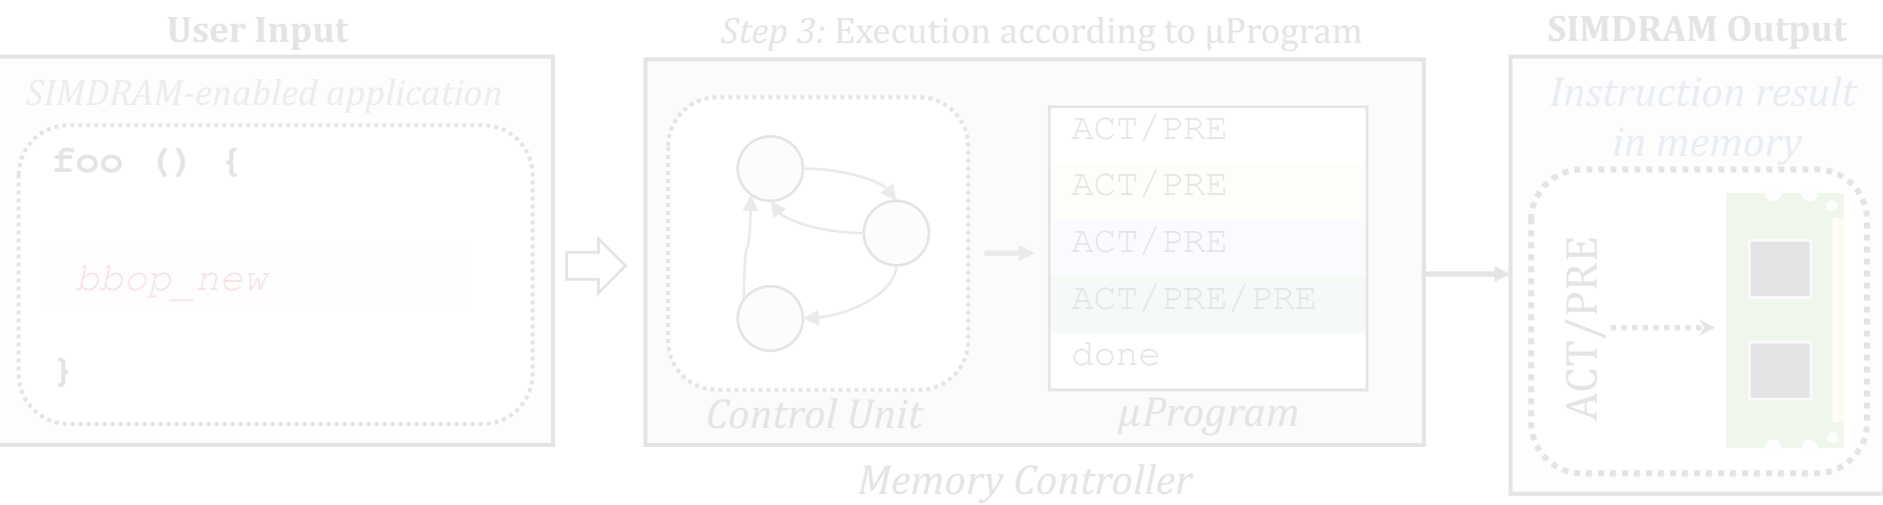 User Input
SIMDRAM-enabled application
foo () {
bbop_new
}
Step 3: Execution according to μProgram
Control Unit
ACT/PRE
ACT/PRE
ACT/PRE
ACT/PRE/PRE
done
μProgram
Memory Controller
SIMDRAM Output
Instruction result
in memory
ACT/PRE